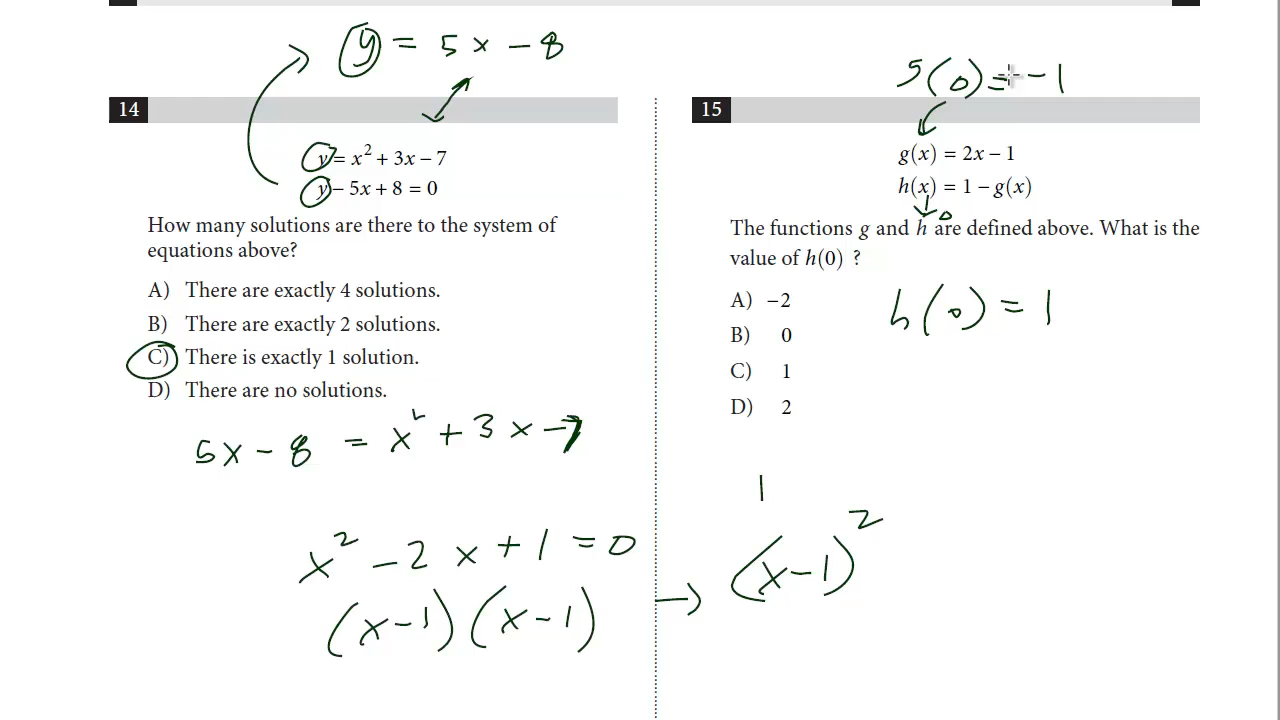 y = 5x - 8
14
y = x² + 3x − 7
y − 5x + 8 = 0
How many solutions are there to the system of
equations above?
A) There are exactly 4 solutions.
B) There are exactly 2 solutions.
C) There is exactly 1 solution.
D) There are no solutions.
5x - 8 = x² + 3x - 7
x² - 2x + 1 = 0
(x - 1) (x - 1) → (x - 1)²
1
5(0) = -1
15
g(x) = 2x − 1
h(x) = 1 − g(x)
0
The functions g and h are defined above. What is the
value of h(0) ?
A) −2
B) 0
C) 1
D) 2
h(0) = 1